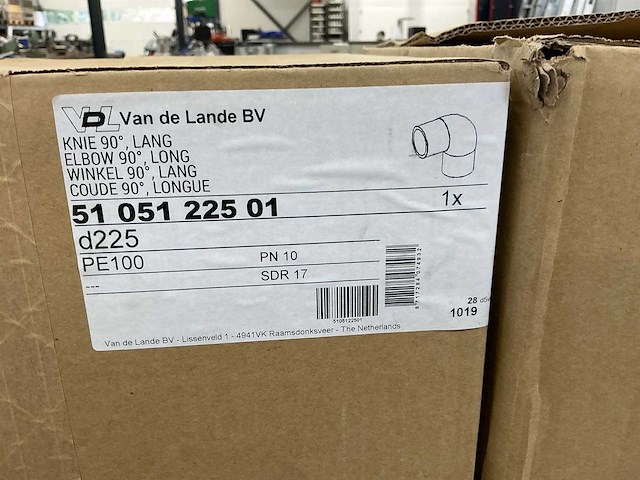 VDL Van de Lande BV
KNIE 90°, LANG
ELBOW 90°, LONG
WINKEL 90°, LANG
COUDE 90°, LONGUE
51 051 225 01
1x
d225
PE100
PN 10
---
SDR 17
5105122501
28
1019
Van de Lande BV - Lissenveld 1 - 4941VK Raamsdonksveer - The Netherlands